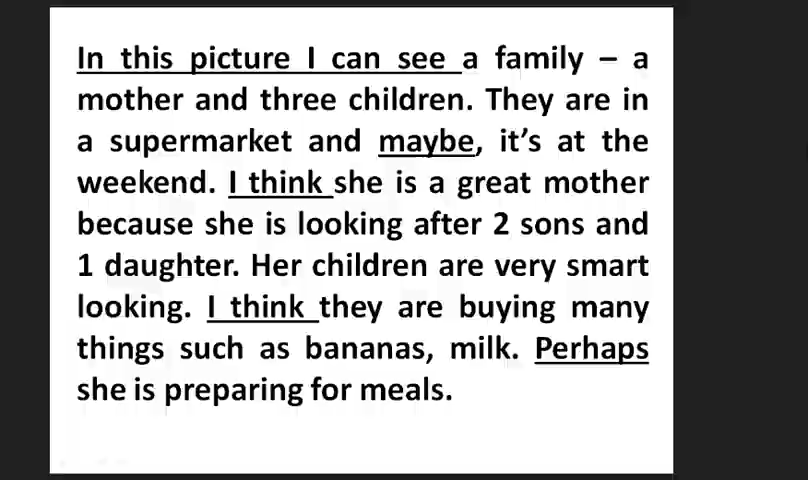 In this picture I can see a family – a
mother and three children. They are in
a supermarket and maybe, it’s at the
weekend. I think she is a great mother
because she is looking after 2 sons and
1 daughter. Her children are very smart
looking. I think they are buying many
things such as bananas, milk. Perhaps
she is preparing for meals.